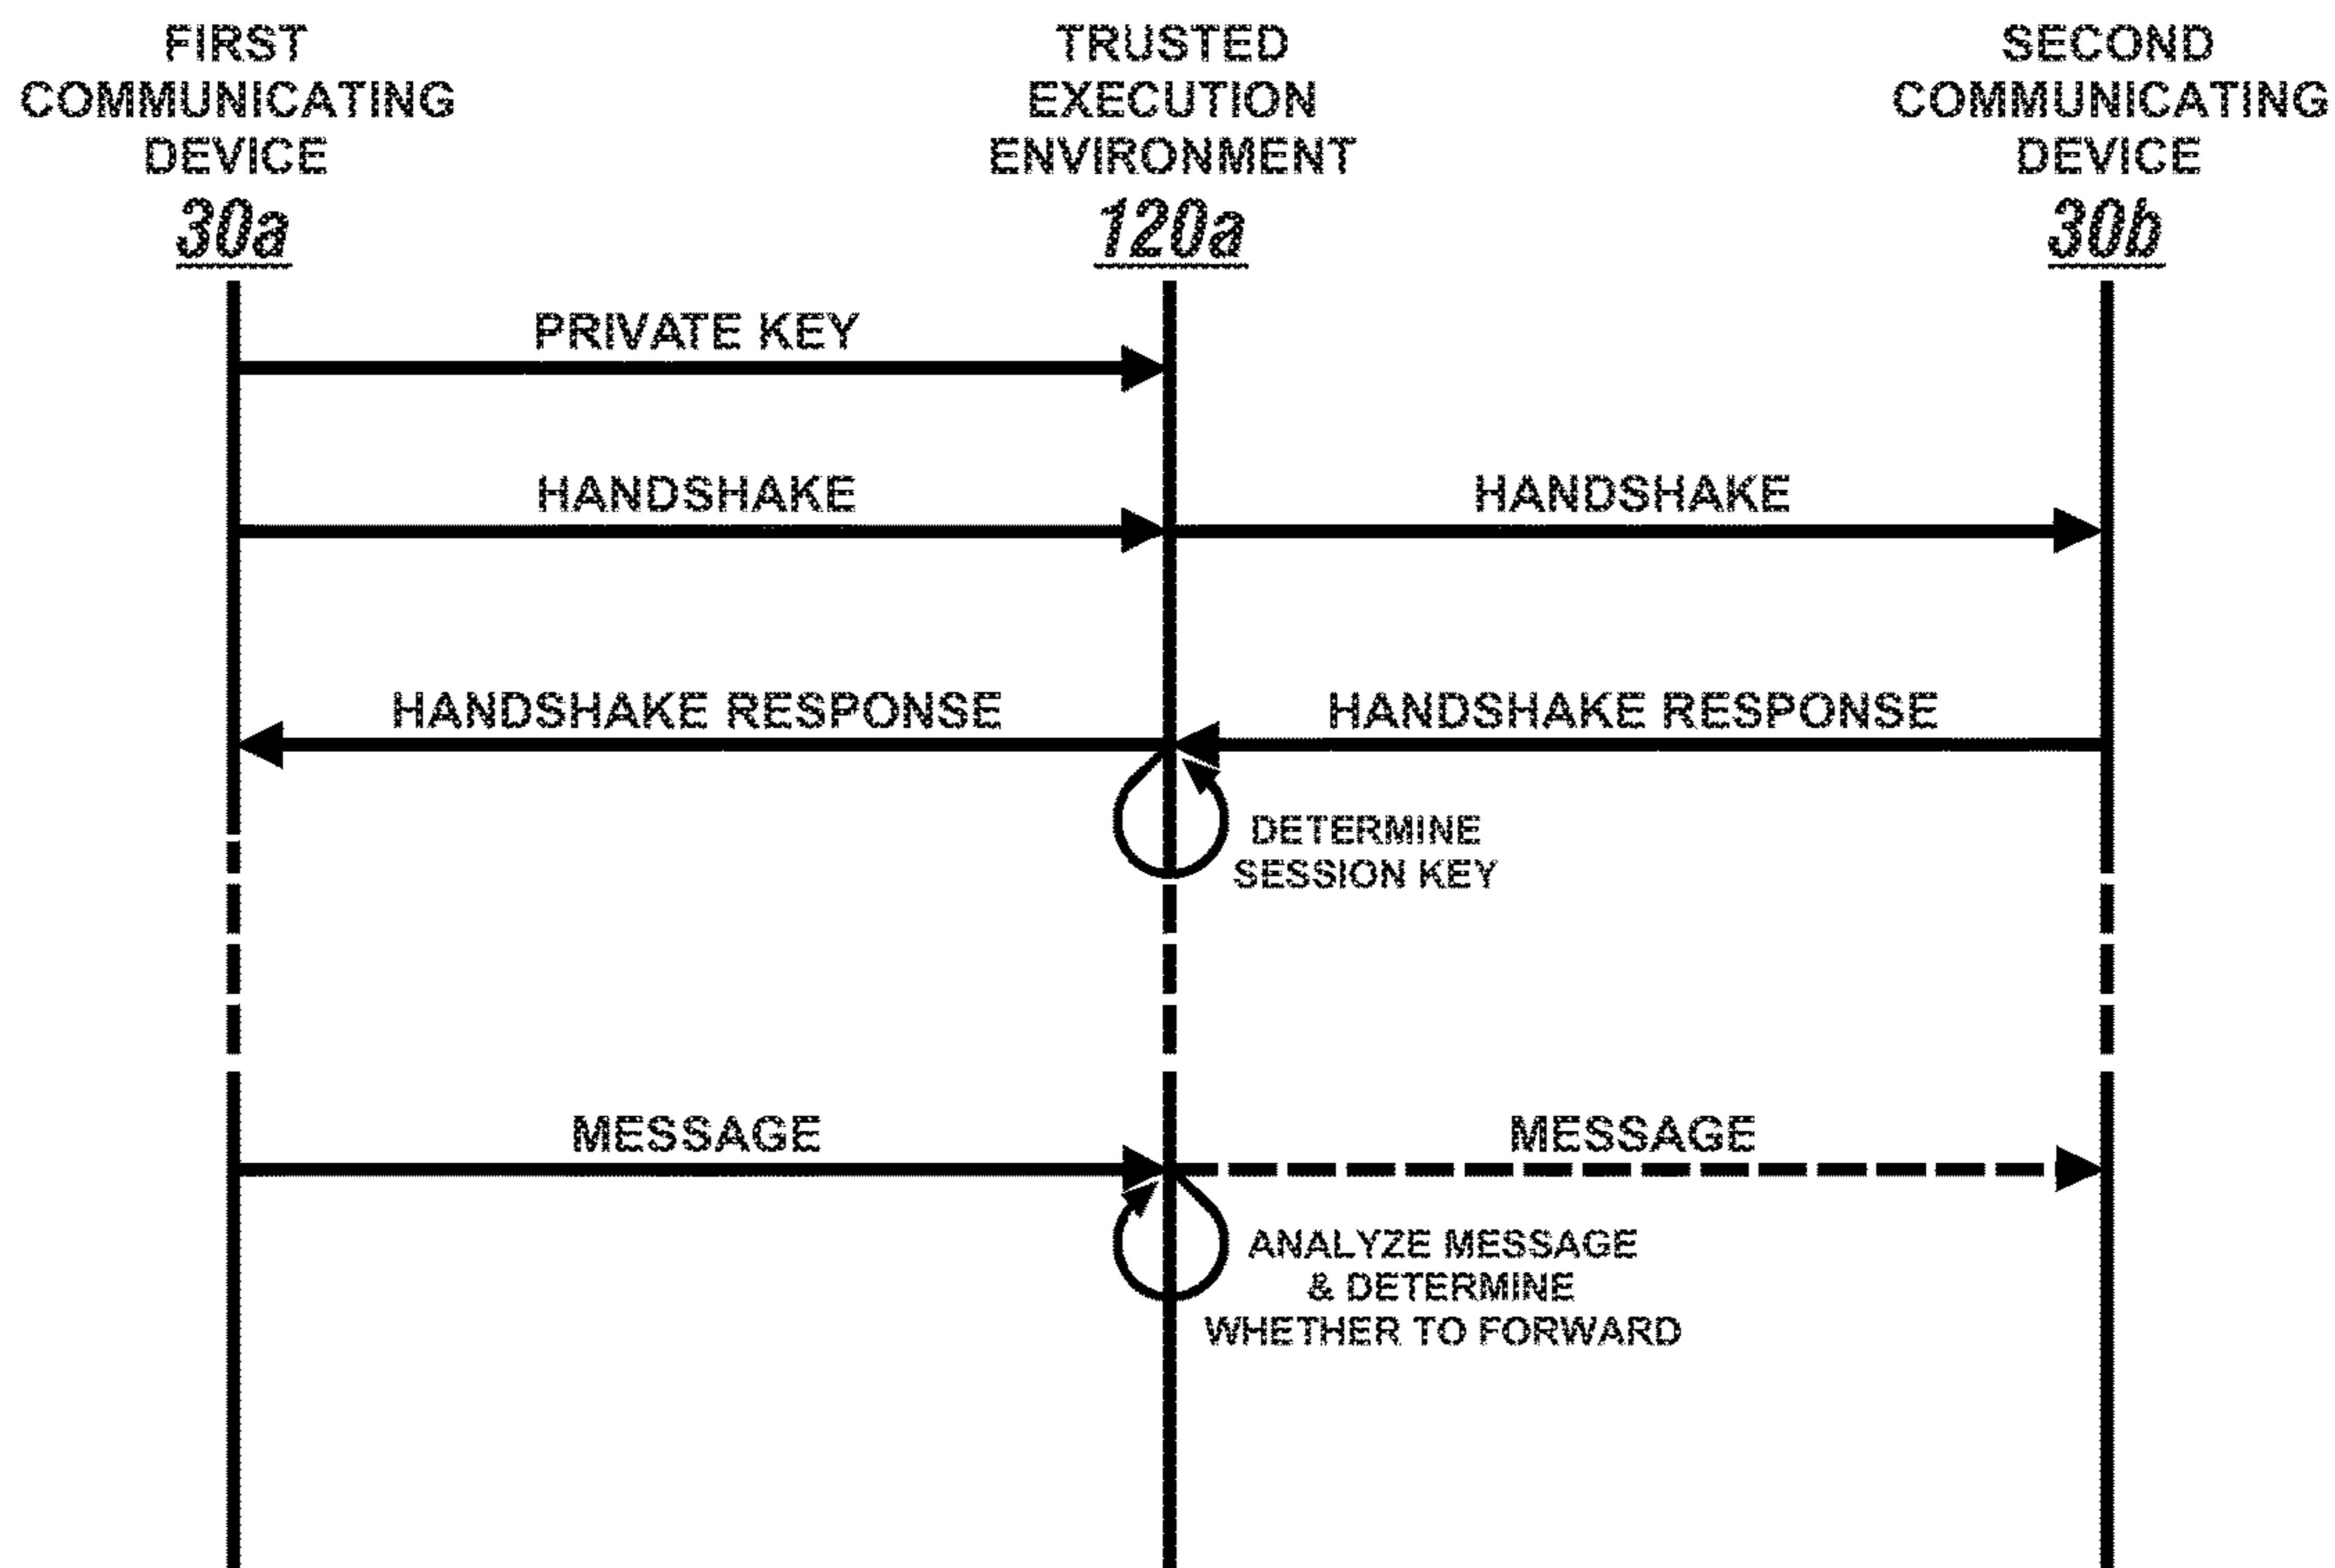 FIRST
COMMUNICATING
DEVICE
30a
TRUSTED
EXECUTION
ENVIRONMENT
120a
SECOND
COMMUNICATING
DEVICE
30b
PRIVATE KEY
HANDSHAKE
HANDSHAKE
HANDSHAKE RESPONSE
HANDSHAKE RESPONSE
DETERMINE
SESSION KEY
MESSAGE
MESSAGE
ANALYZE MESSAGE
& DETERMINE
WHETHER TO FORWARD